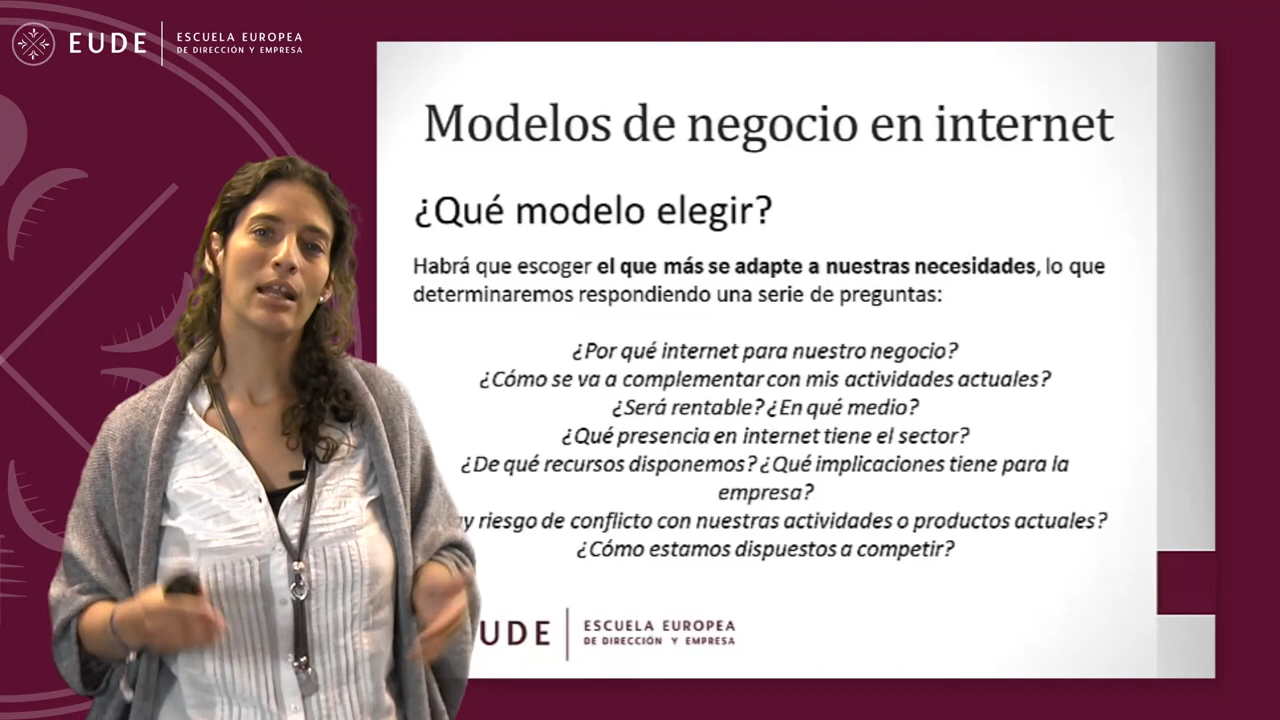 EUDE
ESCUELA EUROPEA
DE DIRECCIÓN Y EMPRESA
Modelos de negocio en internet
¿Qué modelo elegir?
Habrá que escoger el que más se adapte a nuestras necesidades, lo que
determinaremos respondiendo una serie de preguntas:
¿Por qué internet para nuestro negocio?
¿Cómo se va a complementar con mis actividades actuales?
¿Será rentable? ¿En qué medio?
¿Qué presencia en internet tiene el sector?
¿De qué recursos disponemos? ¿Qué implicaciones tiene para la
empresa?
riesgo de conflicto con nuestras actividades o productos actuales?
¿Cómo estamos dispuestos a competir?
UDE
ESCUELA EUROPEA
DE DIRECCIÓN Y EMPRESA